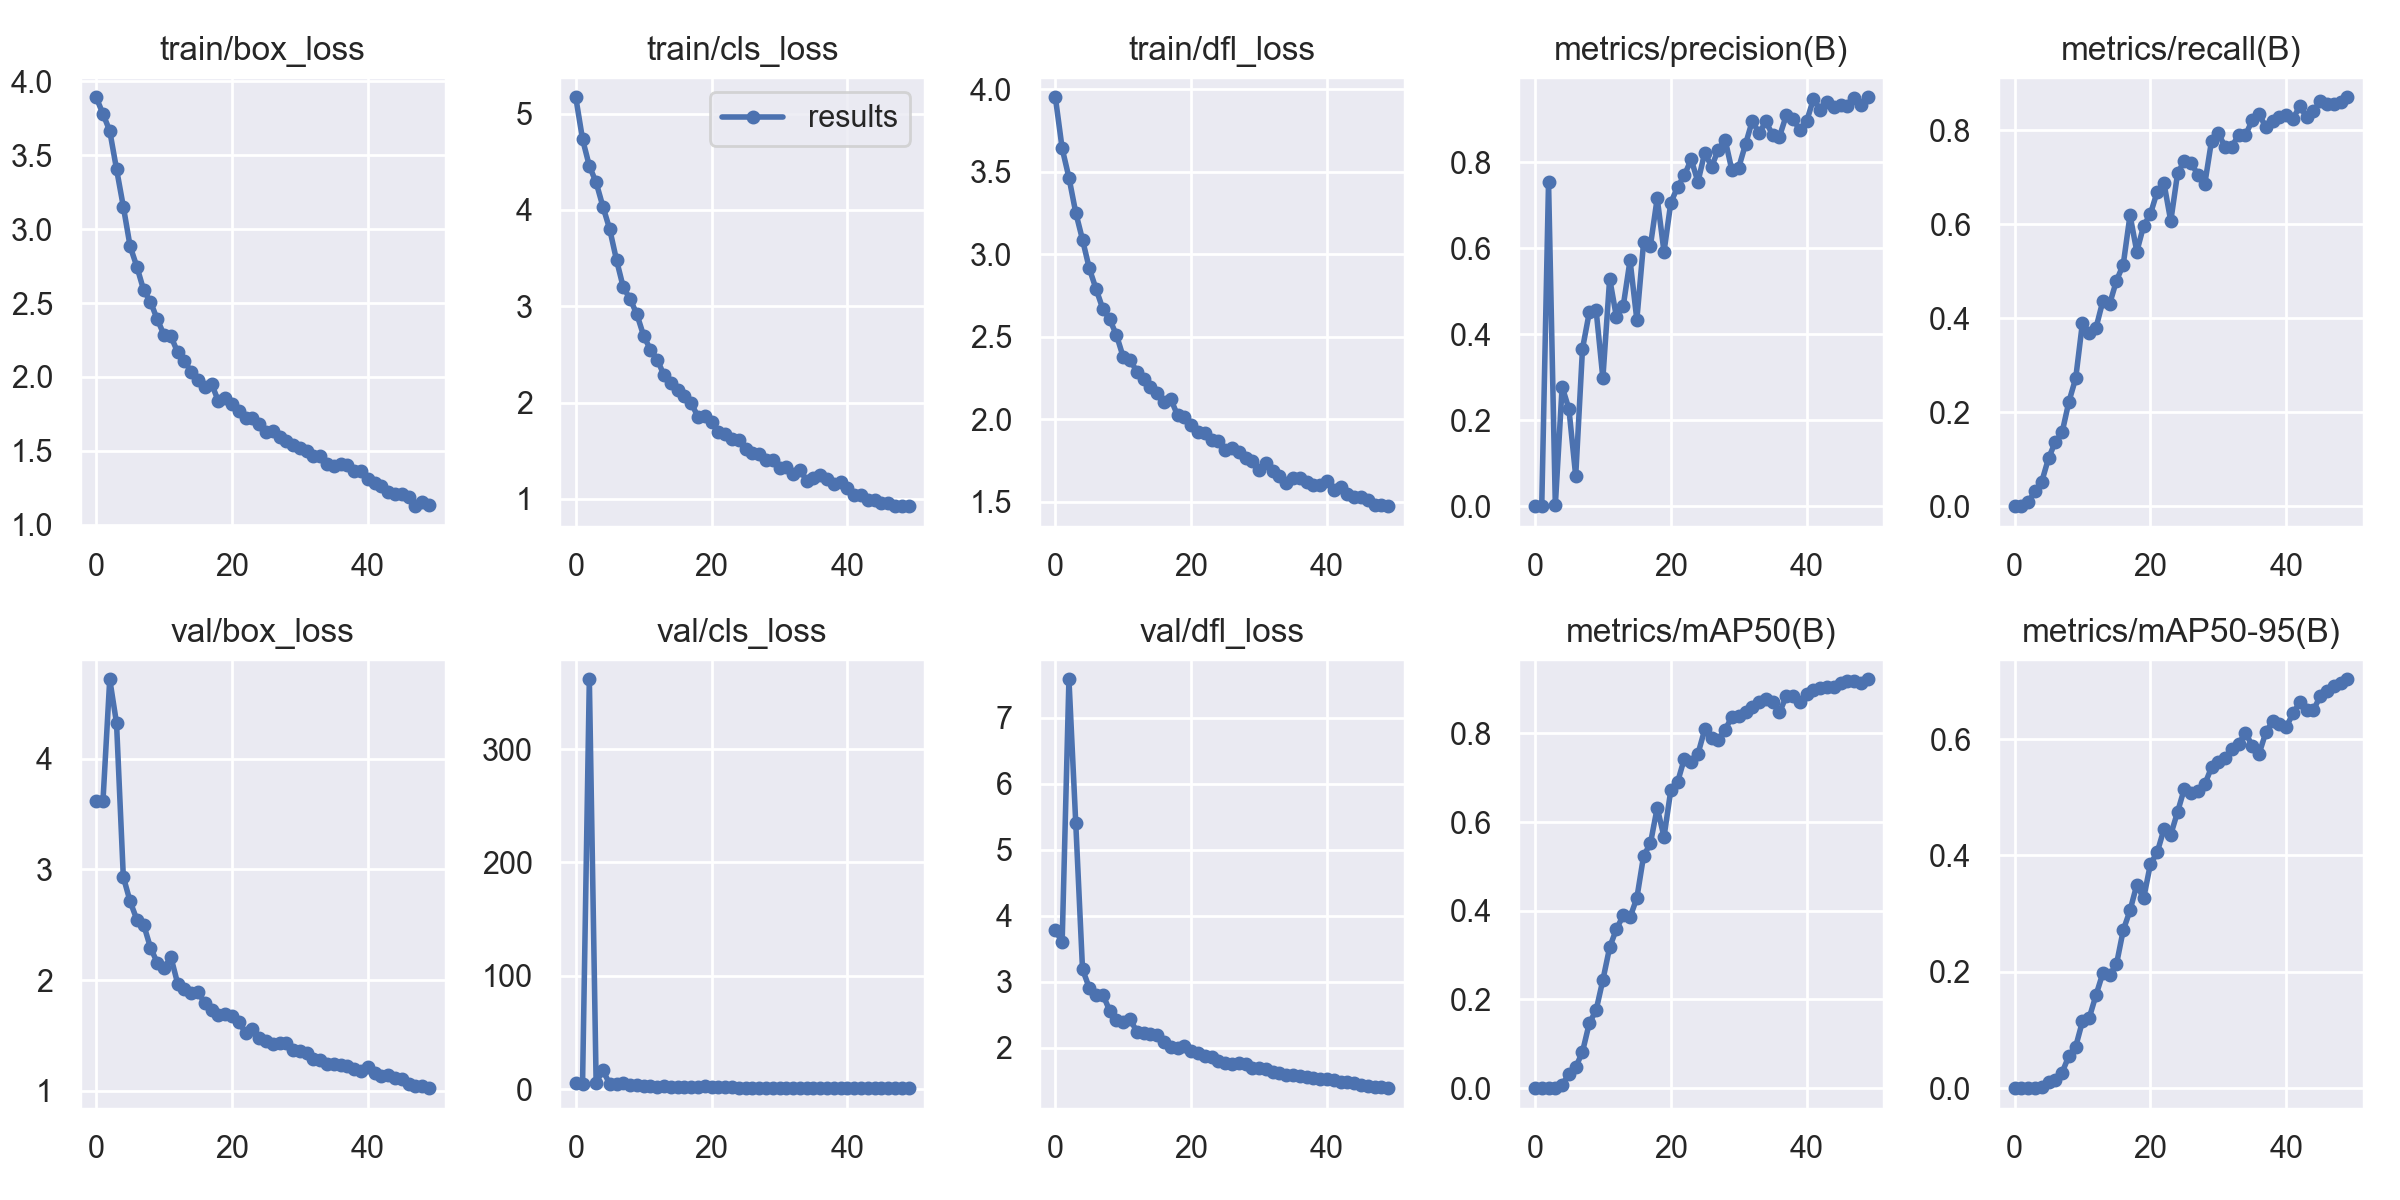 train/box_loss
4.0
3.5
3.0
2.5
2.0
1.5
1.0
0 20 40
train/cls_loss
results
5
4
3
2
1
0 20 40
train/dfl_loss
4.0
3.5
3.0
2.5
2.0
1.5
0 20 40
metrics/precision(B)
0.8
0.6
0.4
0.2
0.0
0 20 40
metrics/recall(B)
0.8
0.6
0.4
0.2
0.0
0 20 40
val/box_loss
4
3
2
1
0 20 40
val/cls_loss
300
200
100
0
0 20 40
val/dfl_loss
7
6
5
4
3
2
0 20 40
metrics/mAP50(B)
0.8
0.6
0.4
0.2
0.0
0 20 40
metrics/mAP50-95(B)
0.6
0.4
0.2
0.0
0 20 40